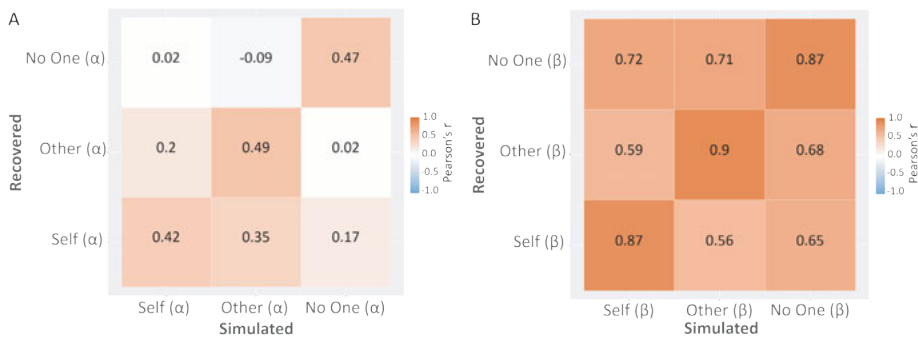 A
No One (α)
0.02
-0.09
0.47
Other (α)
0.2
0.49
0.02
Self (α)
0.42
0.35
0.17
Self (α)
Other (α)
No One (α)
Simulated
Recovered
1.0
0.5
0.0
-0.5
-1.0
Pearson's r
B
No One (β)
0.72
0.71
0.87
Other (β)
0.59
0.9
0.68
Self (β)
0.87
0.56
0.65
Self (β)
Other (β)
No One (β)
Simulated
Recovered
1.0
0.5
0.0
-0.5
-1.0
Pearson's r